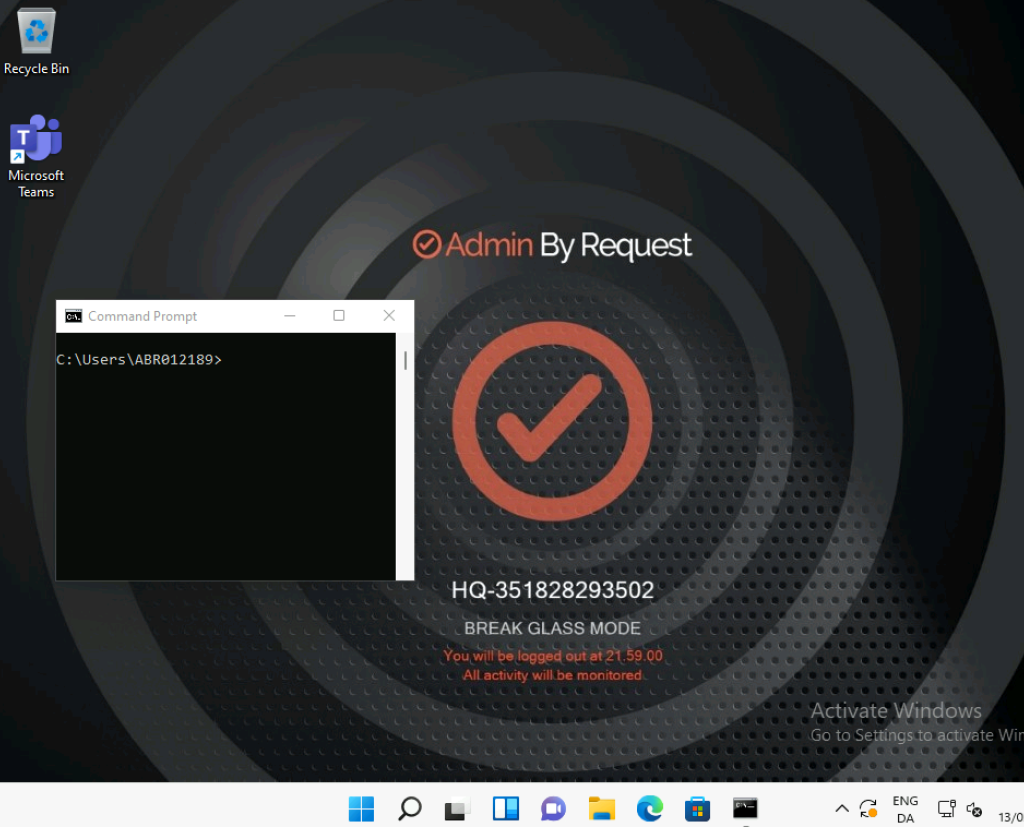 Recycle Bin
Microsoft
Teams
Admin By Request
Command Prompt
C:\Users\ABR012189>
HQ-351828293502
BREAK GLASS MODE
You will be logged out at 21.59.00
All activity will be monitored
Activate Windows
Go to Settings to activate Win
ENG
DA
13/0